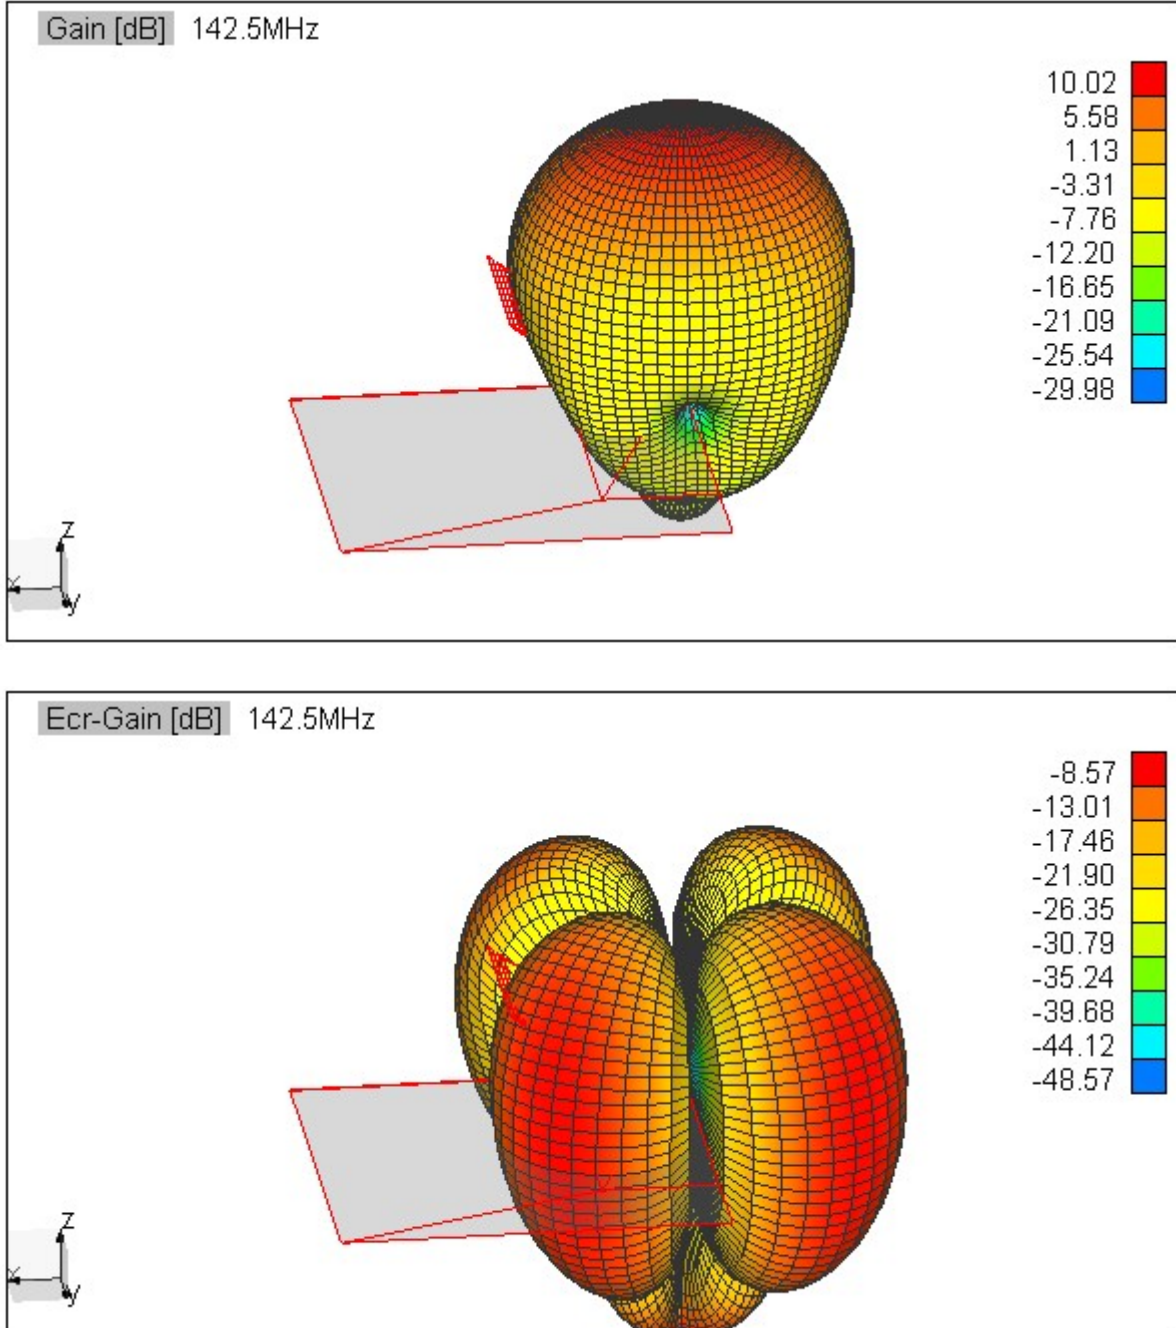 Gain [dB] 142.5MHz
10.02
5.58
1.13
-3.31
-7.76
-12.20
-16.65
-21.09
-25.54
-29.98
z
x
y
Ecr-Gain [dB] 142.5MHz
-8.57
-13.01
-17.46
-21.90
-26.35
-30.79
-35.24
-39.68
-44.12
-48.57
z
x
y